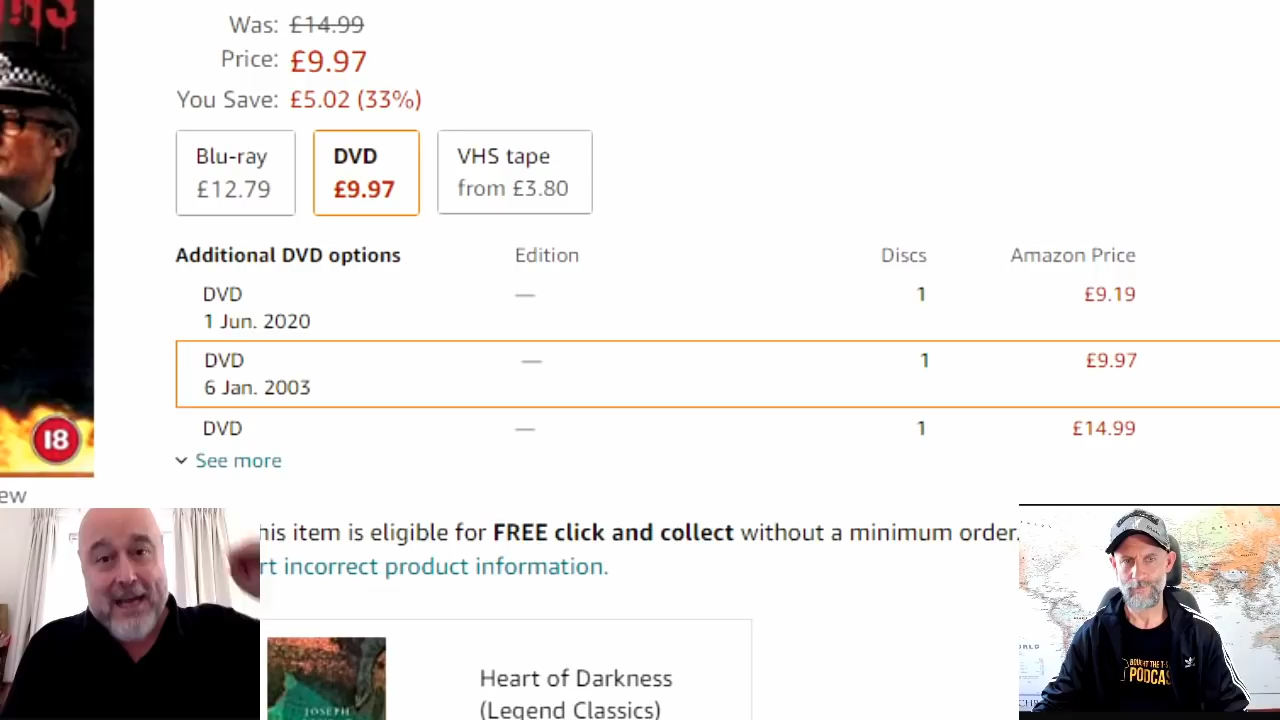 Was: £14.99
Price: £9.97
You Save: £5.02 (33%)
Blu-ray
£12.79
DVD
£9.97
VHS tape
from £3.80
Additional DVD options Edition Discs Amazon Price
DVD — 1 £9.19
1 Jun. 2020
DVD — 1 £9.97
6 Jan. 2003
DVD — 1 £14.99
See more
18
ew
his item is eligible for FREE click and collect without a minimum order.
rt incorrect product information.
Heart of Darkness
(Legend Classics)
JOSEPH
BOUGHT THE T-S
PODCAS